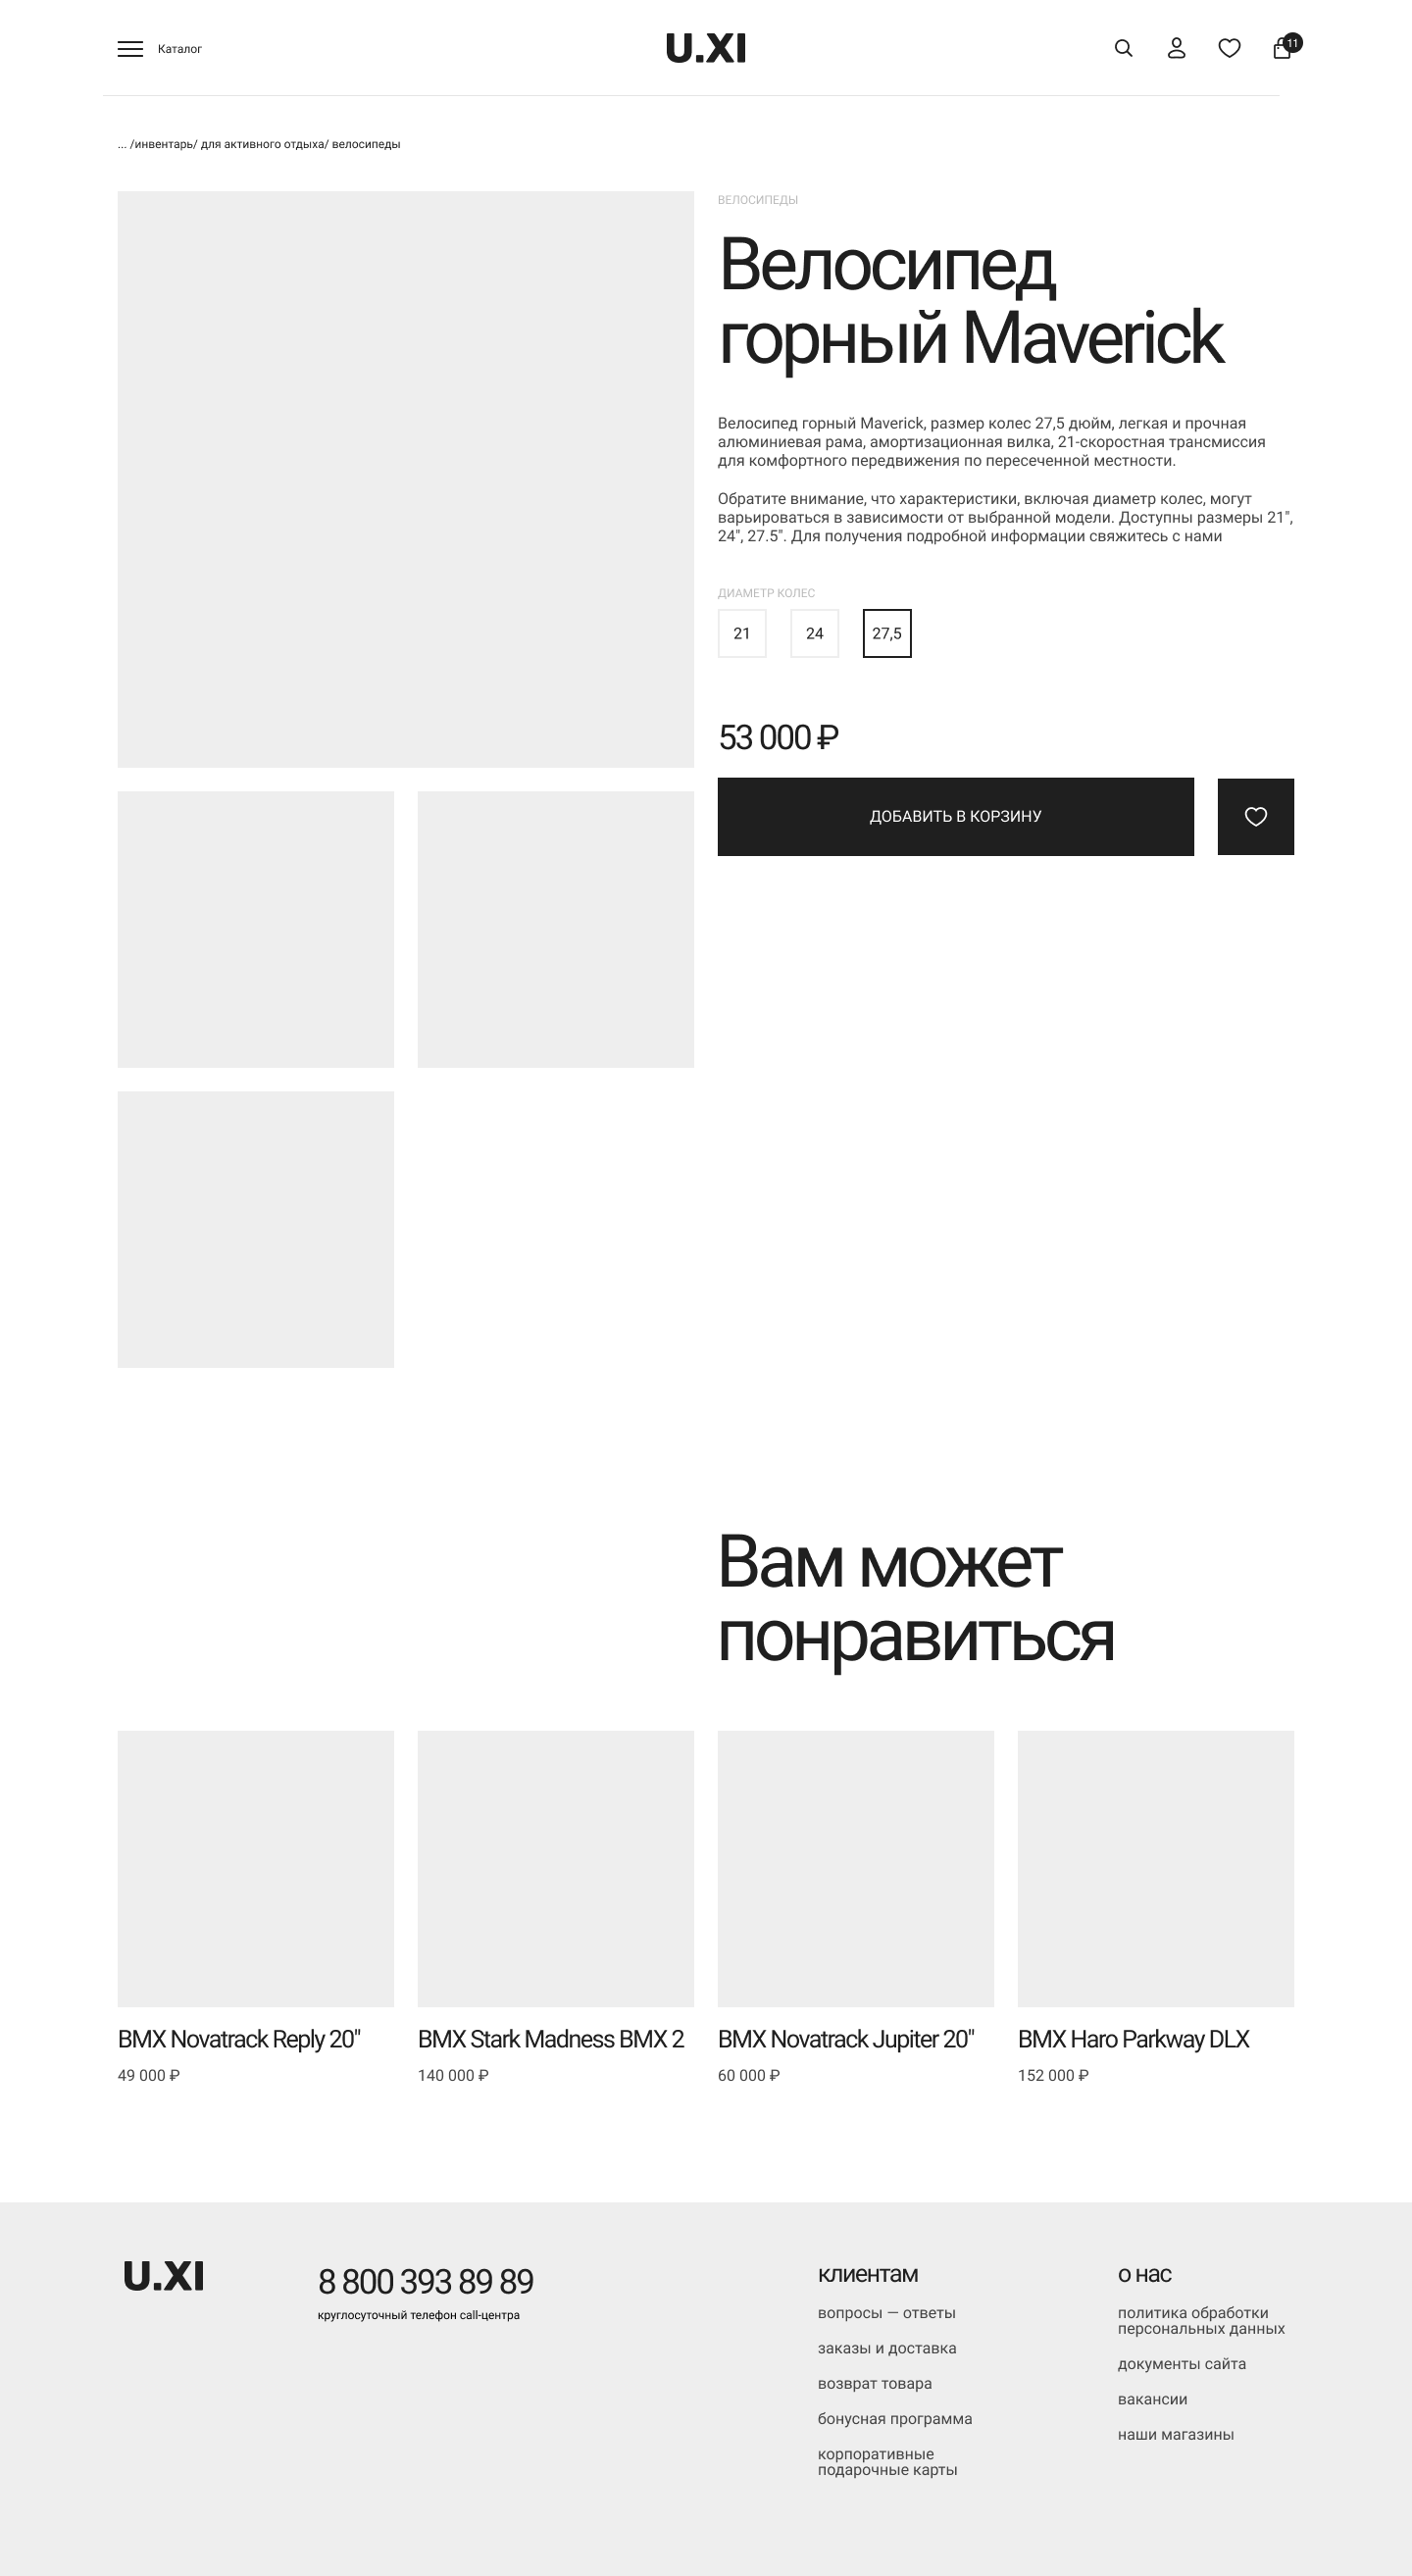 Каталог
U.XI
11
... /инвентарь/ для активного отдыха/ велосипеды
ВЕЛОСИПЕДЫ
Велосипед
горный Maverick
Велосипед горный Maverick, размер колес 27,5 дюйм, легкая и прочная
алюминиевая рама, амортизационная вилка, 21-скоростная трансмиссия
для комфортного передвижения по пересеченной местности.
Обратите внимание, что характеристики, включая диаметр колес, могут
варьироваться в зависимости от выбранной модели. Доступны размеры 21",
24", 27.5". Для получения подробной информации свяжитесь с нами
ДИАМЕТР КОЛЕС
21 24 27,5
53 000 ₽
ДОБАВИТЬ В КОРЗИНУ
Вам может
понравиться
BMX Novatrack Reply 20"
49 000 ₽
BMX Stark Madness BMX 2
140 000 ₽
BMX Novatrack Jupiter 20"
60 000 ₽
BMX Haro Parkway DLX
152 000 ₽
U.XI
8 800 393 89 89
круглосуточный телефон call-центра
клиентам
вопросы — ответы
заказы и доставка
возврат товара
бонусная программа
корпоративные
подарочные карты
о нас
политика обработки
персональных данных
документы сайта
вакансии
наши магазины